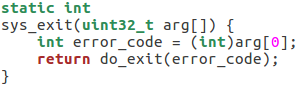 static int
sys_exit(uint32_t arg[]) {
    int error_code = (int)arg[0];
    return do_exit(error_code);
}